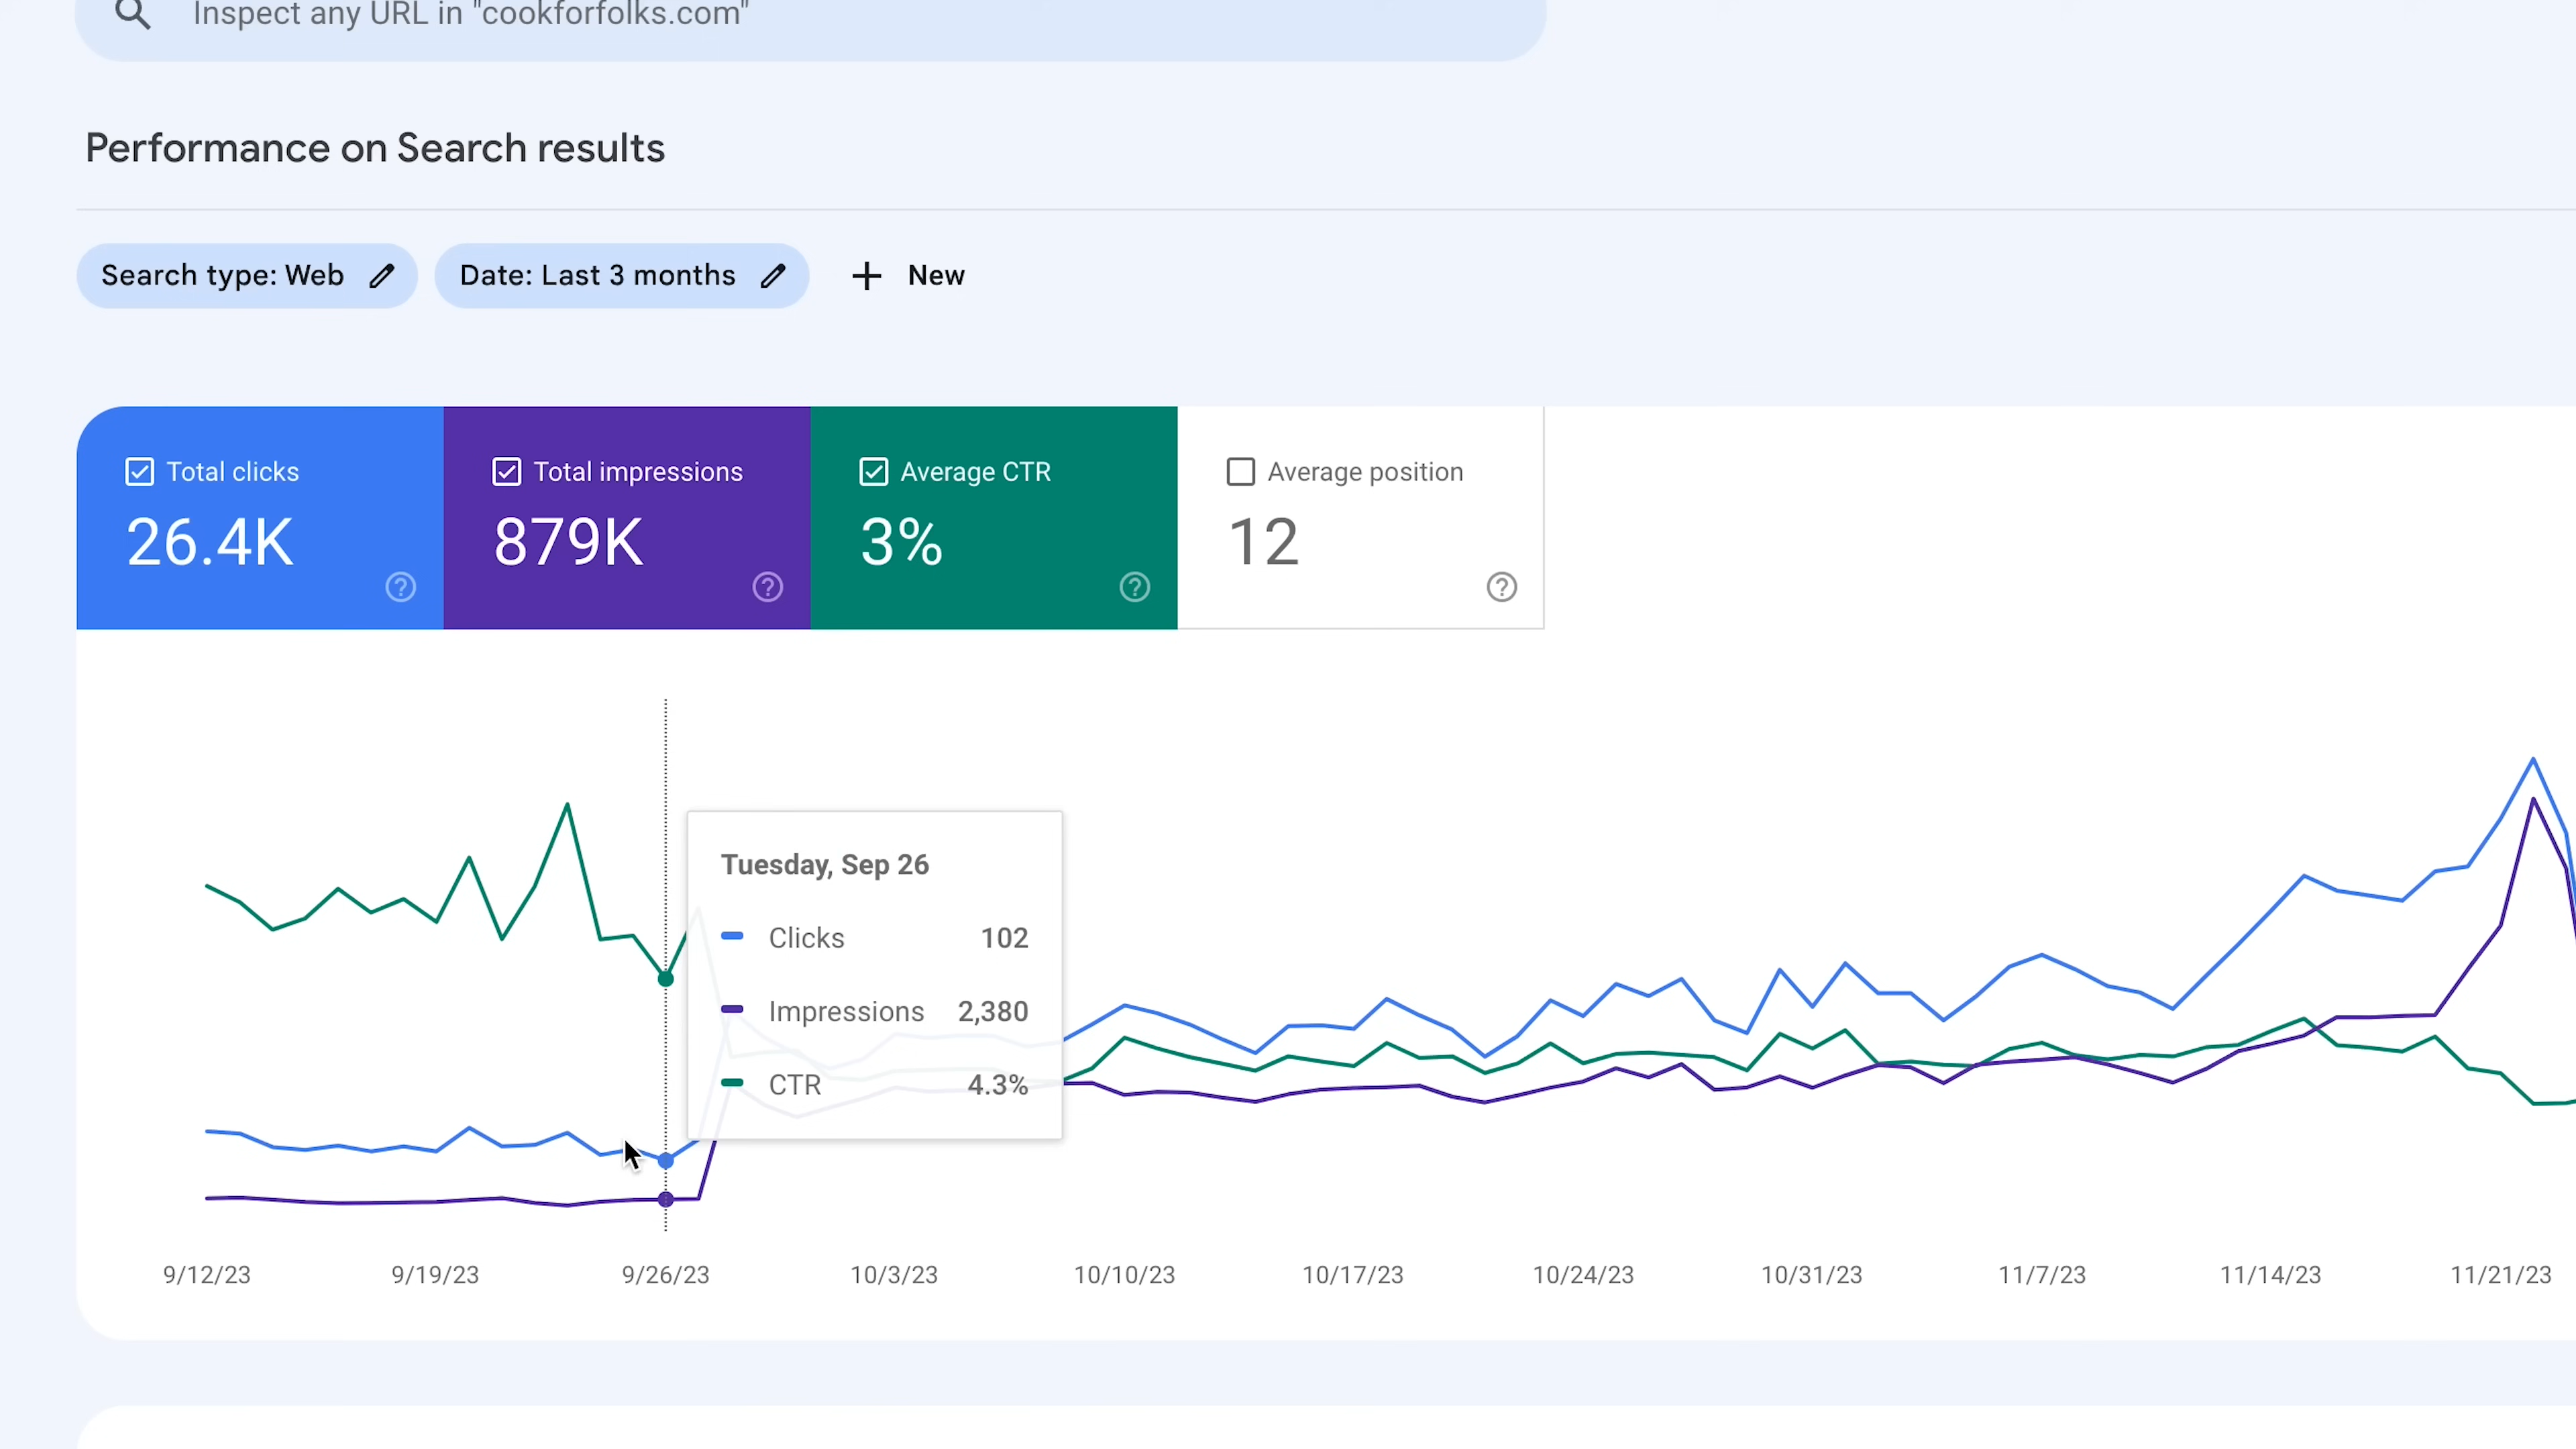 Inspect any URL in "cookforfolks.com"
Performance on Search results
Search type: Web
Date: Last 3 months
New
Total clicks
26.4K
Total impressions
879K
Average CTR
3%
Average position
12
Tuesday, Sep 26
Clicks 102
Impressions 2,380
CTR 4.3%
9/12/23 9/19/23 9/26/23 10/3/23 10/10/23 10/17/23 10/24/23 10/31/23 11/7/23 11/14/23 11/21/23